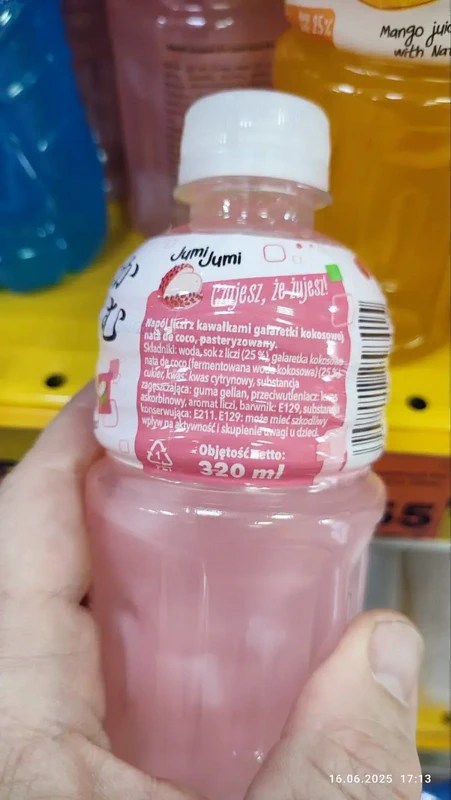 Mango juic
with Nat
25%
Jumi Jumi
Czujesz, że żujesz!
Napój liczi z kawałkami galaretki kokosowej
nata de coco, pasteryzowany.
Składniki: woda, sok z liczi (25 %), galaretka kokosowa
nata de coco (fermentowana woda kokosowa) (25 %)
cukier, kwas: kwas cytrynowy, substancja
zagęszczająca: guma gellan, przeciwutleniacz: kwas
askorbinowy, aromat liczi, barwnik: E129, substancja
konserwująca: E211. E129: może mieć szkodliwy
wpływ na aktywność i skupienie uwagi u dzieci.
Objętość netto:
320 ml
16.06.2025 17:13